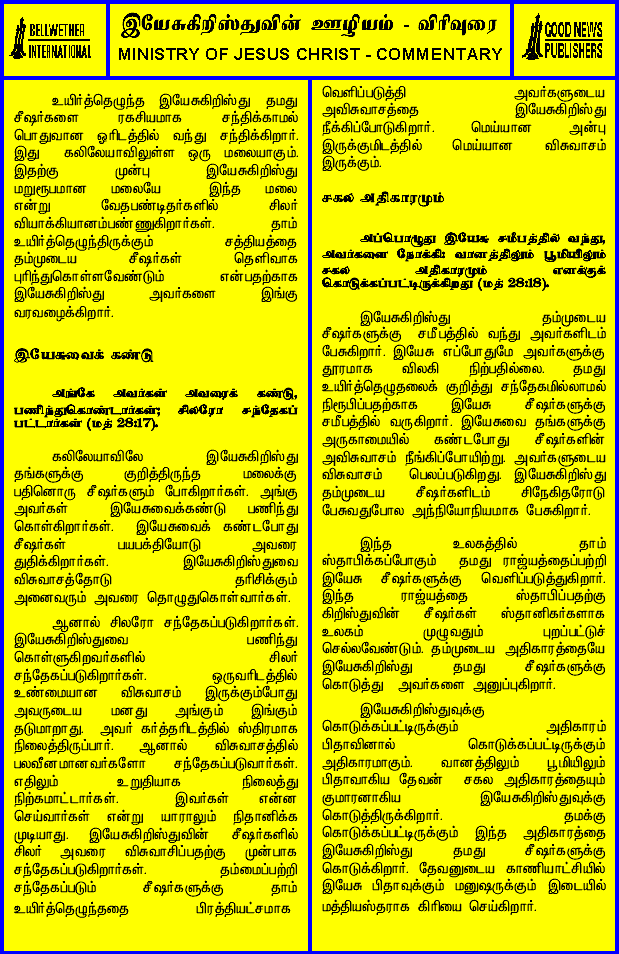 இயேசுகிறிஸ்துவின் ஊழியம் - விரிவுரை
BELLWETHER
INTERNATIONAL
MINISTRY OF JESUS CHRIST - COMMENTARY
GOOD NEWS
PUBLISHERS
உயிர்த்தெழுந்த இயேசுகிறிஸ்து தமது
சீஷர்களை ரகசியமாக சந்திக்காமல்
பொதுவான ஓரிடத்தில் வந்து சந்திக்கிறார்.
இது கலிலேயாவிலுள்ள ஒரு மலையாகும்.
இதற்கு முன்பு இயேசுகிறிஸ்து
மறுரூபமான மலையே இந்த மலை
என்று வேதபண்டிதர்களில் சிலர்
வியாக்கியானம்பண்ணுகிறார்கள். தாம்
உயிர்த்தெழுந்திருக்கும் சத்தியத்தை
தம்முடைய சீஷர்கள் தெளிவாக
புரிந்துகொள்ளவேண்டும் என்பதற்காக
இயேசுகிறிஸ்து அவர்களை இங்கு
வரவழைக்கிறார்.
இயேசுவைக் கண்டு
அங்கே அவர்கள் அவரைக் கண்டு,
பணிந்துகொண்டார்கள்; சிலரோ சந்தேகப்
பட்டார்கள் (மத் 28:17).
கலிலேயாவிலே இயேசுகிறிஸ்து
தங்களுக்கு குறித்திருந்த மலைக்கு
பதினொரு சீஷர்களும் போகிறார்கள். அங்கு
அவர்கள் இயேசுவைக்கண்டு பணிந்து
கொள்கிறார்கள். இயேசுவைக் கண்டபோது
சீஷர்கள் பயபக்தியோடு அவரை
துதிக்கிறார்கள். இயேசுகிறிஸ்துவை
விசுவாசத்தோடு தரிசிக்கும்
அனைவரும் அவரை தொழுதுகொள்வார்கள்.
ஆனால் சிலரோ சந்தேகப்படுகிறார்கள்.
இயேசுகிறிஸ்துவை பணிந்து
கொள்ளுகிறவர்களில் சிலர்
சந்தேகப்படுகிறார்கள். ஒருவரிடத்தில்
உண்மையான விசுவாசம் இருக்கும்போது
அவருடைய மனது அங்கும் இங்கும்
தடுமாறாது. அவர் கர்த்தரிடத்தில் ஸ்திரமாக
நிலைத்திருப்பார். ஆனால் விசுவாசத்தில்
பலவீனமானவர்களோ சந்தேகப்படுவார்கள்.
எதிலும் உறுதியாக நிலைத்து
நிற்கமாட்டார்கள். இவர்கள் என்ன
செய்வார்கள் என்று யாராலும் நிதானிக்க
முடியாது. இயேசுகிறிஸ்துவின் சீஷர்களில்
சிலர் அவரை விசுவாசிப்பதற்கு முன்பாக
சந்தேகப்படுகிறார்கள். தம்மைப்பற்றி
சந்தேகப்படும் சீஷர்களுக்கு தாம்
உயிர்த்தெழுந்ததை பிரத்தியட்சமாக
வெளிப்படுத்தி அவர்களுடைய
அவிசுவாசத்தை இயேசுகிறிஸ்து
நீக்கிப்போடுகிறார். மெய்யான அன்பு
இருக்குமிடத்தில் மெய்யான விசுவாசம்
இருக்கும்.
சகல அதிகாரமும்
அப்பொழுது இயேசு சமீபத்தில் வந்து,
அவர்களை நோக்கி: வானத்திலும் பூமியிலும்
சகல அதிகாரமும் எனக்குக்
கொடுக்கப்பட்டிருக்கிறது (மத் 28:18).
இயேசுகிறிஸ்து தம்முடைய
சீஷர்களுக்கு சமீபத்தில் வந்து அவர்களிடம்
பேசுகிறார். இயேசு எப்போதுமே அவர்களுக்கு
தூரமாக விலகி நிற்பதில்லை. தமது
உயிர்த்தெழுதலைக் குறித்து சந்தேகமில்லாமல்
நிரூபிப்பதற்காக இயேசு சீஷர்களுக்கு
சமீபத்தில் வருகிறார். இயேசுவை தங்களுக்கு
அருகாமையில் கண்டபோது சீஷர்களின்
அவிசுவாசம் நீங்கிப்போயிற்று. அவர்களுடைய
விசுவாசம் பெலப்படுகிறது. இயேசுகிறிஸ்து
தம்முடைய சீஷர்களிடம் சிநேகிதரோடு
பேசுவதுபோல அந்நியோநியமாக பேசுகிறார்.
இந்த உலகத்தில் தாம்
ஸ்தாபிக்கப்போகும் தமது ராஜ்யத்தைப்பற்றி
இயேசு சீஷர்களுக்கு வெளிப்படுத்துகிறார்.
இந்த ராஜ்யத்தை ஸ்தாபிப்பதற்கு
கிறிஸ்துவின் சீஷர்கள் ஸ்தானிகர்களாக
உலகம் முழுவதும் புறப்பட்டுச்
செல்லவேண்டும். தம்முடைய அதிகாரத்தையே
இயேசுகிறிஸ்து தமது சீஷர்களுக்கு
கொடுத்து அவர்களை அனுப்புகிறார்.
இயேசுகிறிஸ்துவுக்கு
கொடுக்கப்பட்டிருக்கும் அதிகாரம்
பிதாவினால் கொடுக்கப்பட்டிருக்கும்
அதிகாரமாகும். வானத்திலும் பூமியிலும்
பிதாவாகிய தேவன் சகல அதிகாரத்தையும்
குமாரனாகிய இயேசுகிறிஸ்துவுக்கு
கொடுத்திருக்கிறார். தமக்கு
கொடுக்கப்பட்டிருக்கும் இந்த அதிகாரத்தை
இயேசுகிறிஸ்து தமது சீஷர்களுக்கு
கொடுக்கிறார். தேவனுடைய காணியாட்சியில்
இயேசு பிதாவுக்கும் மனுஷருக்கும் இடையில்
மத்தியஸ்தராக கிரியை செய்கிறார்.